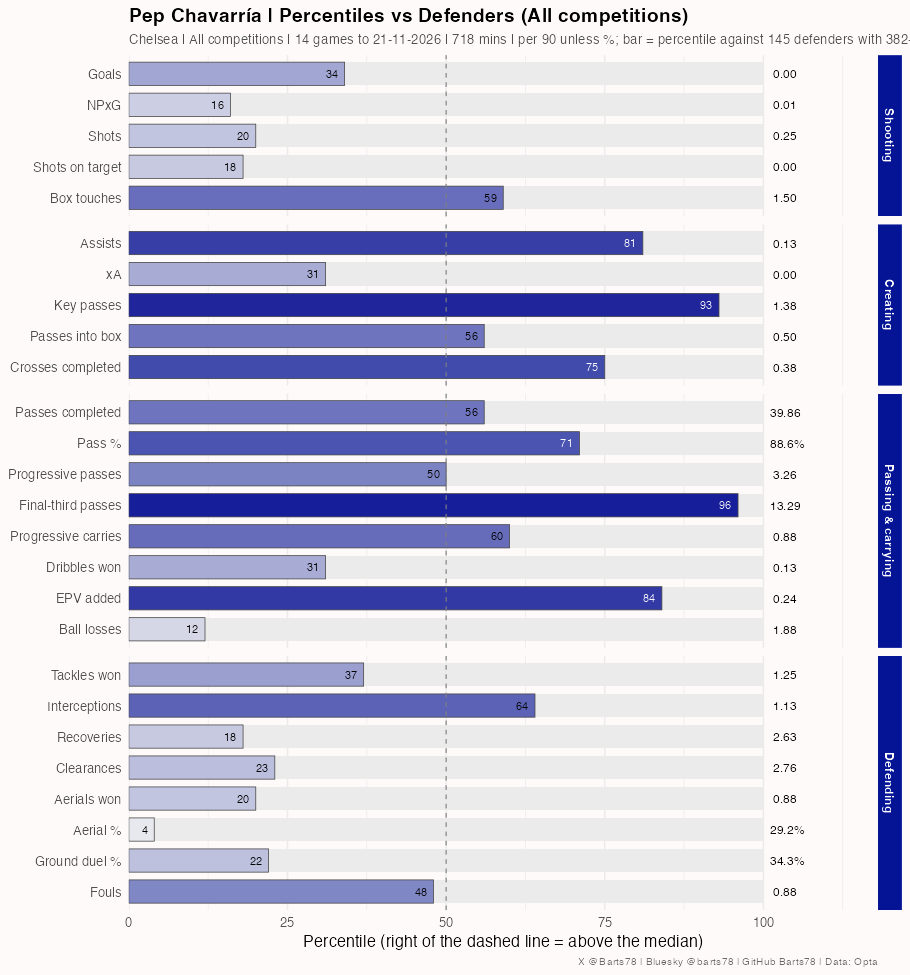 Pep Chavarría | Percentiles vs Defenders (All competitions)
Chelsea | All competitions | 14 games to 21-11-2026 | 718 mins | per 90 unless %; bar = percentile against 145 defenders with 382-
Goals 34 0.00
NPxG 16 0.01
Shots 20 0.25
Shots on target 18 0.00
Box touches 59 1.50
Shooting
Assists 81 0.13
xA 31 0.00
Key passes 93 1.38
Passes into box 56 0.50
Crosses completed 75 0.38
Creating
Passes completed 56 39.86
Pass % 71 88.6%
Progressive passes 50 3.26
Final-third passes 96 13.29
Progressive carries 60 0.88
Dribbles won 31 0.13
EPV added 84 0.24
Ball losses 12 1.88
Passing & carrying
Tackles won 37 1.25
Interceptions 64 1.13
Recoveries 18 2.63
Clearances 23 2.76
Aerials won 20 0.88
Aerial % 4 29.2%
Ground duel % 22 34.3%
Fouls 48 0.88
Defending
0 25 50 75 100
Percentile (right of the dashed line = above the median)
X @Barts78 | Bluesky @barts78 | GitHub Barts78 | Data: Opta